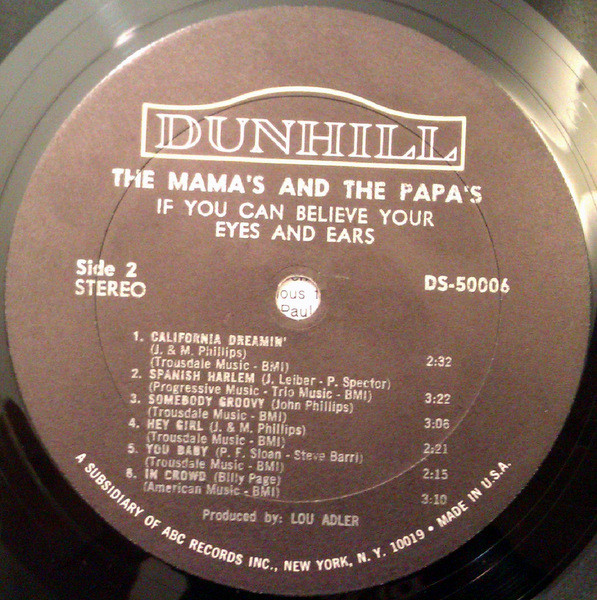 DUNHILL
THE MAMA'S AND THE PAPA'S
IF YOU CAN BELIEVE YOUR
EYES AND EARS
Side 2
STEREO
DS-50006
ous
Paul
1. CALIFORNIA DREAMIN'
(J. & M. Phillips)
(Trousdale Music - BMI) 2:32
2. SPANISH HARLEM (J. Leiber - P. Spector)
(Progressive Music - Trio Music - BMI) 3:22
3. SOMEBODY GROOVY (John Phillips)
(Trousdale Music - BMI) 3:06
4. HEY GIRL (J. & M. Phillips)
(Trousdale Music - BMI) 2:21
5. YOU BABY (P. F. Sloan - Steve Barri)
(Trousdale Music - BMI) 2:15
6. IN CROWD (Billy Page)
(American Music - BMI) 3:10
Produced by: LOU ADLER
A SUBSIDIARY OF ABC RECORDS INC., NEW YORK, N. Y. 10019 • MADE IN U.S.A.